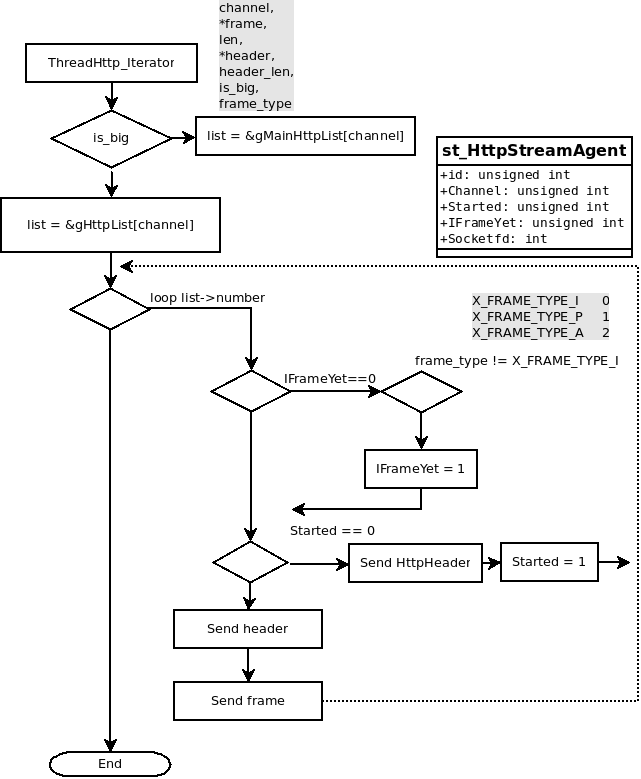 channel,
*frame,
len,
*header,
header_len,
is_big,
frame_type
ThreadHttp_Iterator
is_big
list = &gMainHttpList[channel]
st_HttpStreamAgent
+id: unsigned int
+Channel: unsigned int
+Started: unsigned int
+IFrameYet: unsigned int
+Socketfd: int
list = &gHttpList[channel]
loop list->number
X_FRAME_TYPE_I 0
X_FRAME_TYPE_P 1
X_FRAME_TYPE_A 2
frame_type != X_FRAME_TYPE_I
IFrameYet==0
IFrameYet = 1
Started == 0
Send HttpHeader
Started = 1
Send header
Send frame
End